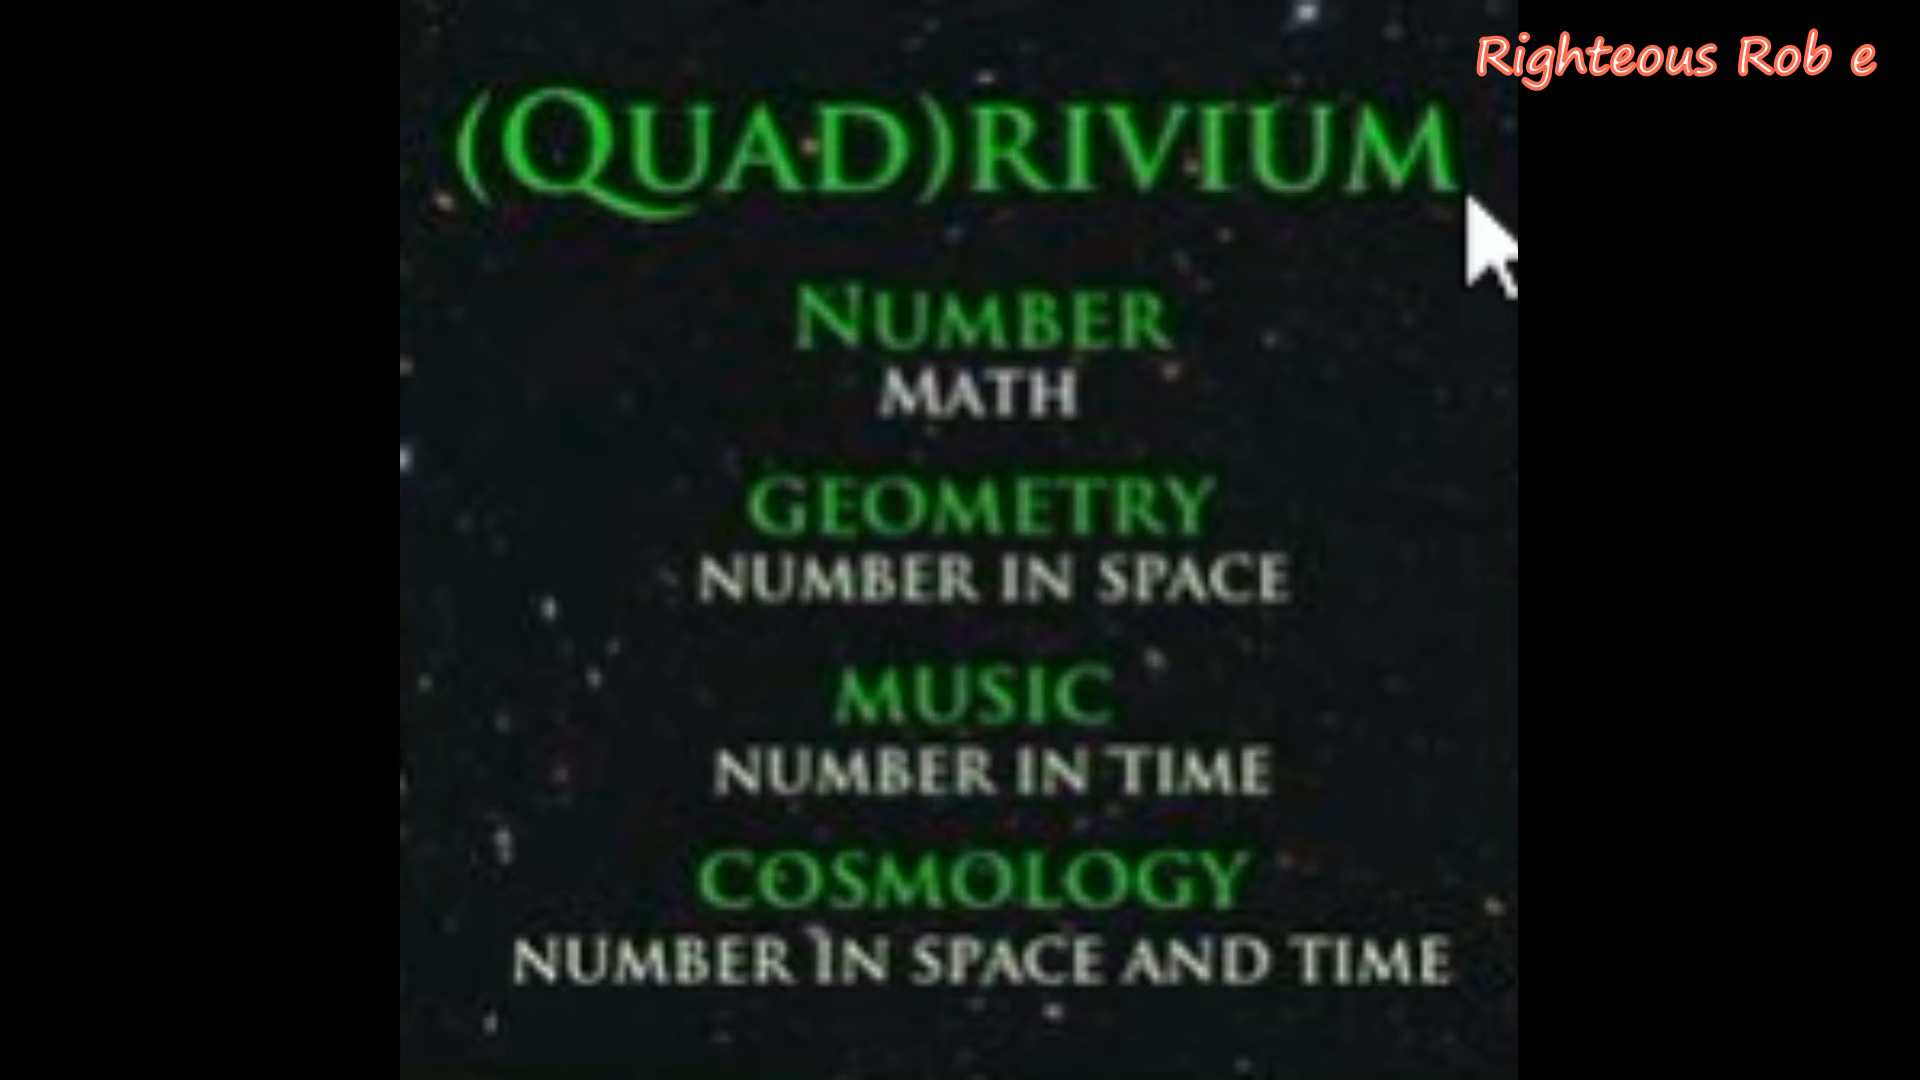 Righteous Rob e
(QUAD)RIVIUM
NUMBER
MATH
GEOMETRY
NUMBER IN SPACE
MUSIC
NUMBER IN TIME
COSMOLOGY
NUMBER IN SPACE AND TIME